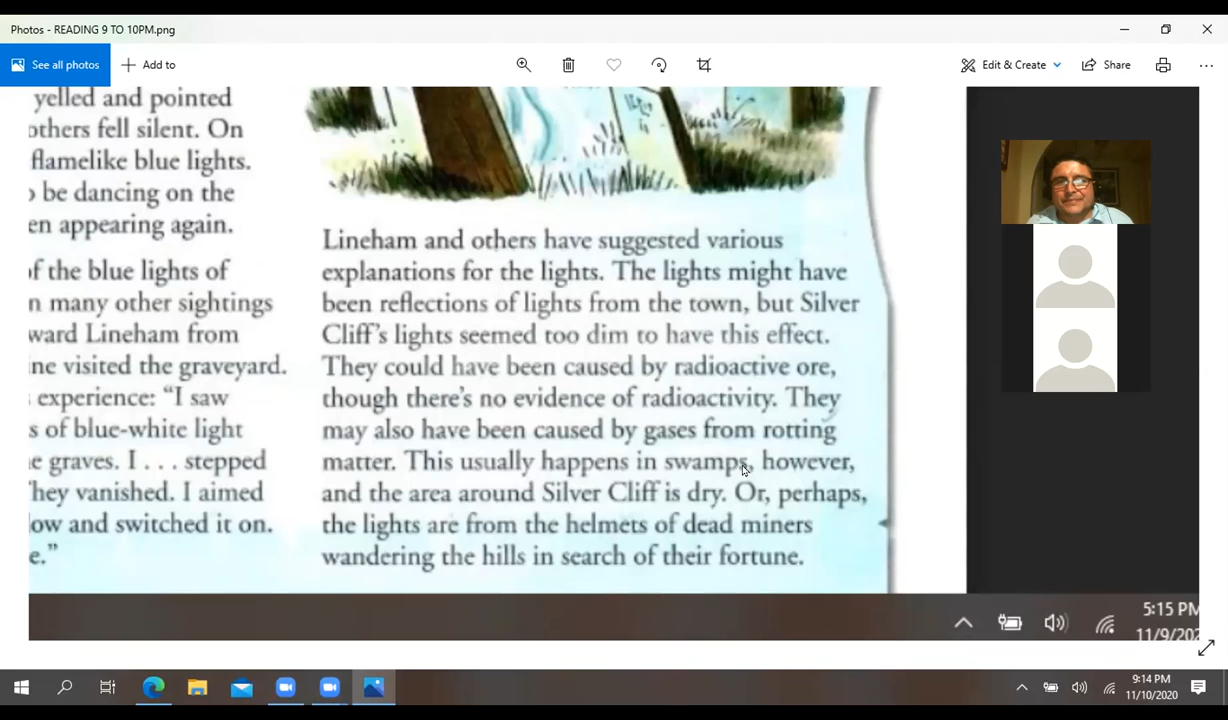 Photos - READING 9 TO 10PM.png
See all photos
Add to
Edit & Create
Share
yelled and pointed
others fell silent. On
flamelike blue lights.
be dancing on the
en appearing again.
of the blue lights of
n many other sightings
ward Lineham from
ine visited the graveyard.
experience: “I saw
s of blue-white light
e graves. I . . . stepped
They vanished. I aimed
low and switched it on.
e.”
Lineham and others have suggested various
explanations for the lights. The lights might have
been reflections of lights from the town, but Silver
Cliff’s lights seemed too dim to have this effect.
They could have been caused by radioactive ore,
though there’s no evidence of radioactivity. They
may also have been caused by gases from rotting
matter. This usually happens in swamps, however,
and the area around Silver Cliff is dry. Or, perhaps,
the lights are from the helmets of dead miners
wandering the hills in search of their fortune.
5:15 PM
11/9/202
9:14 PM
11/10/2020